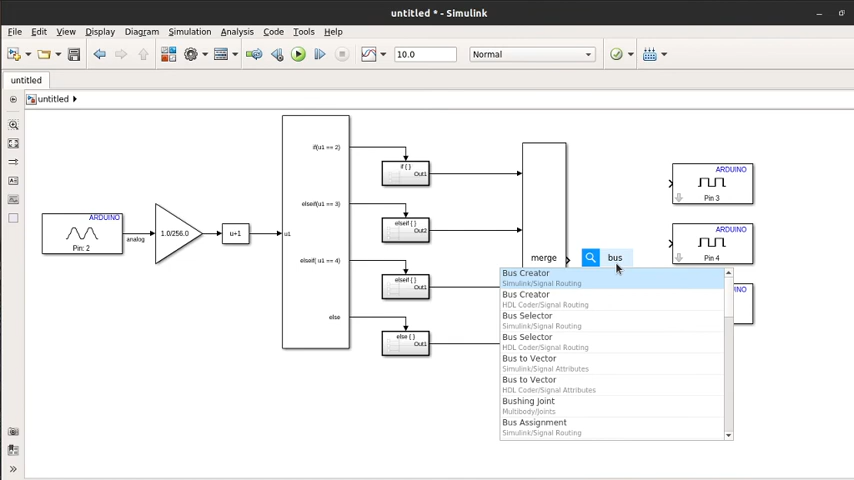 untitled * - Simulink
File Edit View Display Diagram Simulation Analysis Code Tools Help
10.0 Normal
untitled
untitled
ARDUINO
Pin: 2
analog
1.0/256.0
u+1
u1
if(u1 == 2)
elseif(u1 == 3)
elseif( u1 == 4)
else
if { }
Out1
elseif { }
Out2
elseif { }
Out1
else { }
Out1
merge
bus
Bus Creator
Simulink/Signal Routing
Bus Creator
HDL Coder/Signal Routing
Bus Selector
Simulink/Signal Routing
Bus Selector
HDL Coder/Signal Routing
Bus to Vector
Simulink/Signal Attributes
Bus to Vector
HDL Coder/Signal Attributes
Bushing Joint
Multibody/Joints
Bus Assignment
Simulink/Signal Routing
ARDUINO
Pin 3
ARDUINO
Pin 4